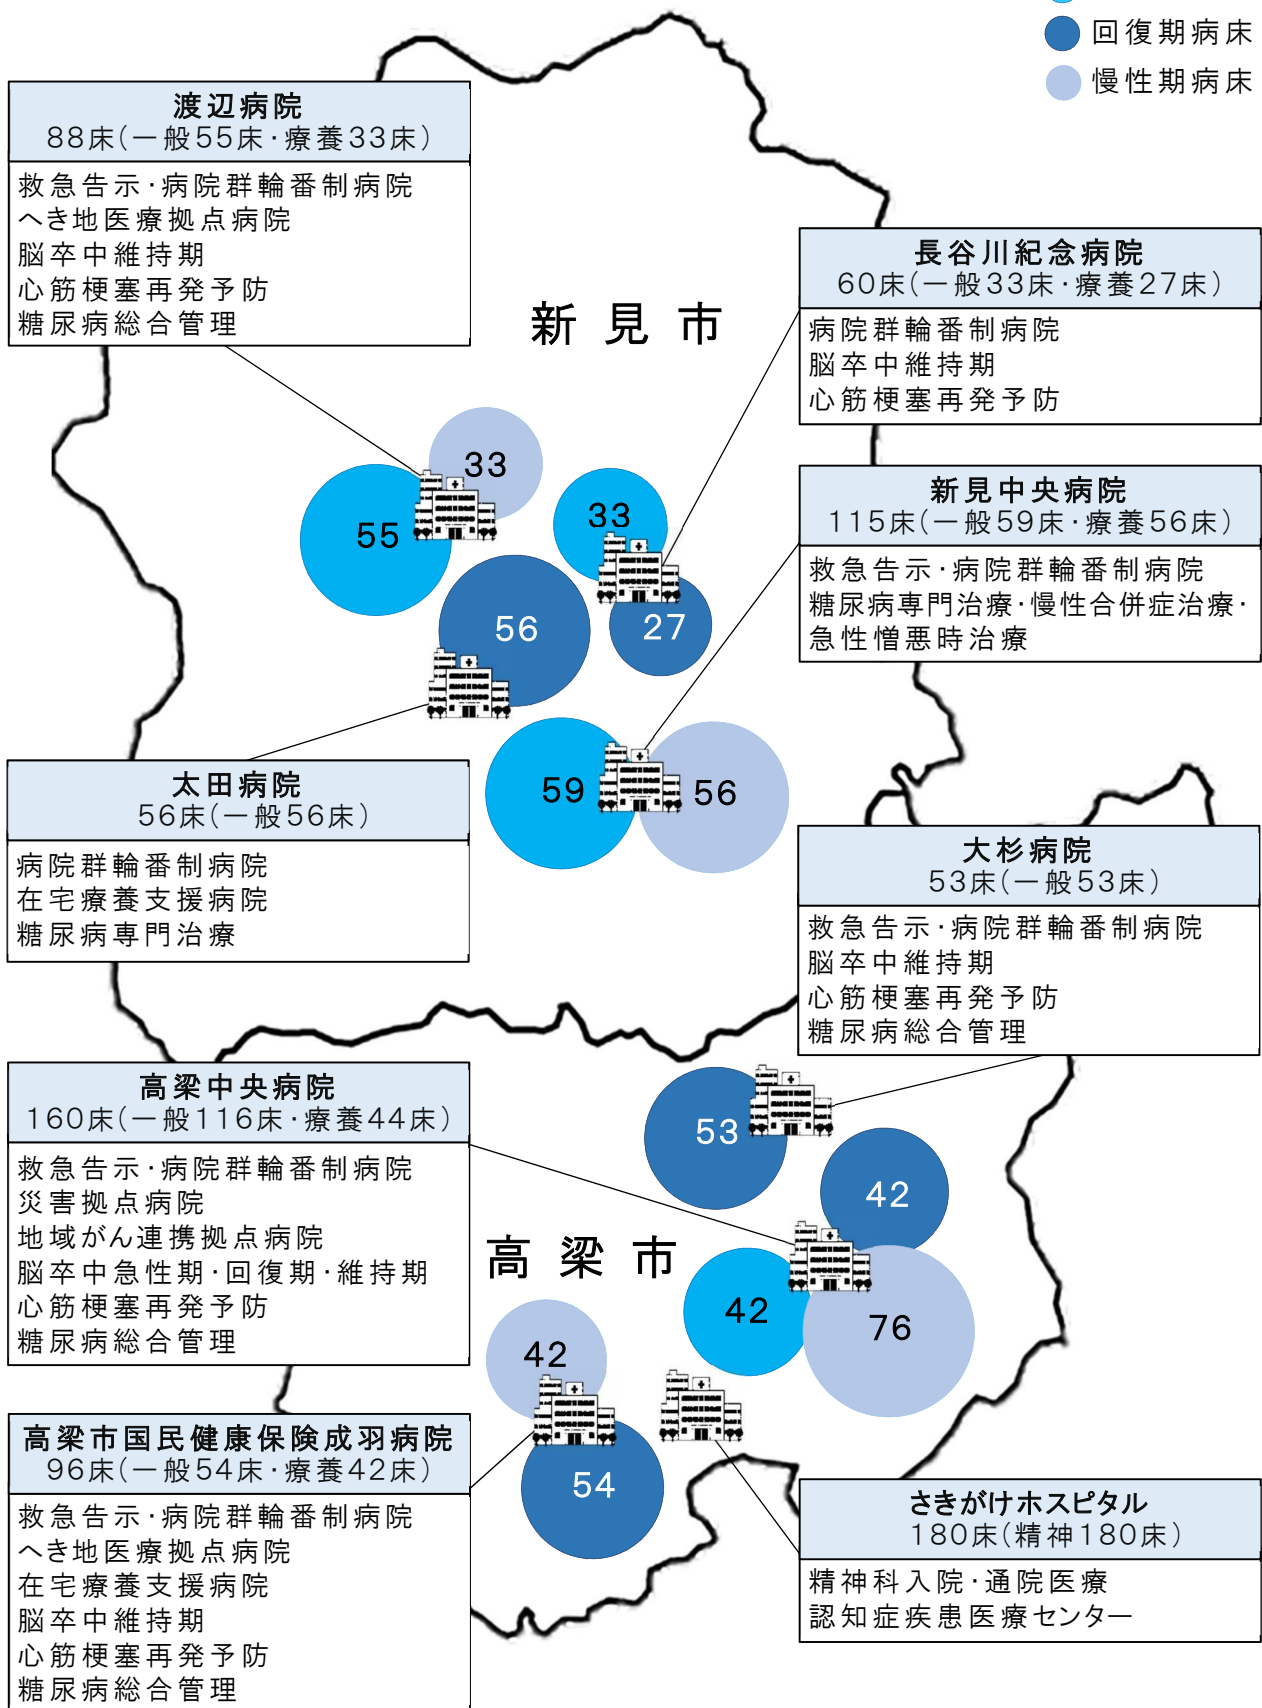 回復期病床
慢性期病床
渡辺病院
88床(一般55床・療養33床)
救急告示・病院群輪番制病院
へき地医療拠点病院
脳卒中維持期
心筋梗塞再発予防
糖尿病総合管理
長谷川紀念病院
60床(一般33床・療養27床)
病院群輪番制病院
脳卒中維持期
心筋梗塞再発予防
新見市
33
55
33
56
27
新見中央病院
115床(一般59床・療養56床)
救急告示・病院群輪番制病院
糖尿病専門治療・慢性合併症治療・
急性憎悪時治療
59
56
太田病院
56床(一般56床)
病院群輪番制病院
在宅療養支援病院
糖尿病専門治療
大杉病院
53床(一般53床)
救急告示・病院群輪番制病院
脳卒中維持期
心筋梗塞再発予防
糖尿病総合管理
高梁中央病院
160床(一般116床・療養44床)
救急告示・病院群輪番制病院
災害拠点病院
地域がん連携拠点病院
脳卒中急性期・回復期・維持期
心筋梗塞再発予防
糖尿病総合管理
53
42
高梁市
42
76
42
54
高梁市国民健康保険成羽病院
96床(一般54床・療養42床)
救急告示・病院群輪番制病院
へき地医療拠点病院
在宅療養支援病院
脳卒中維持期
心筋梗塞再発予防
糖尿病総合管理
さきがけホスピタル
180床(精神180床)
精神科入院・通院医療
認知症疾患医療センター